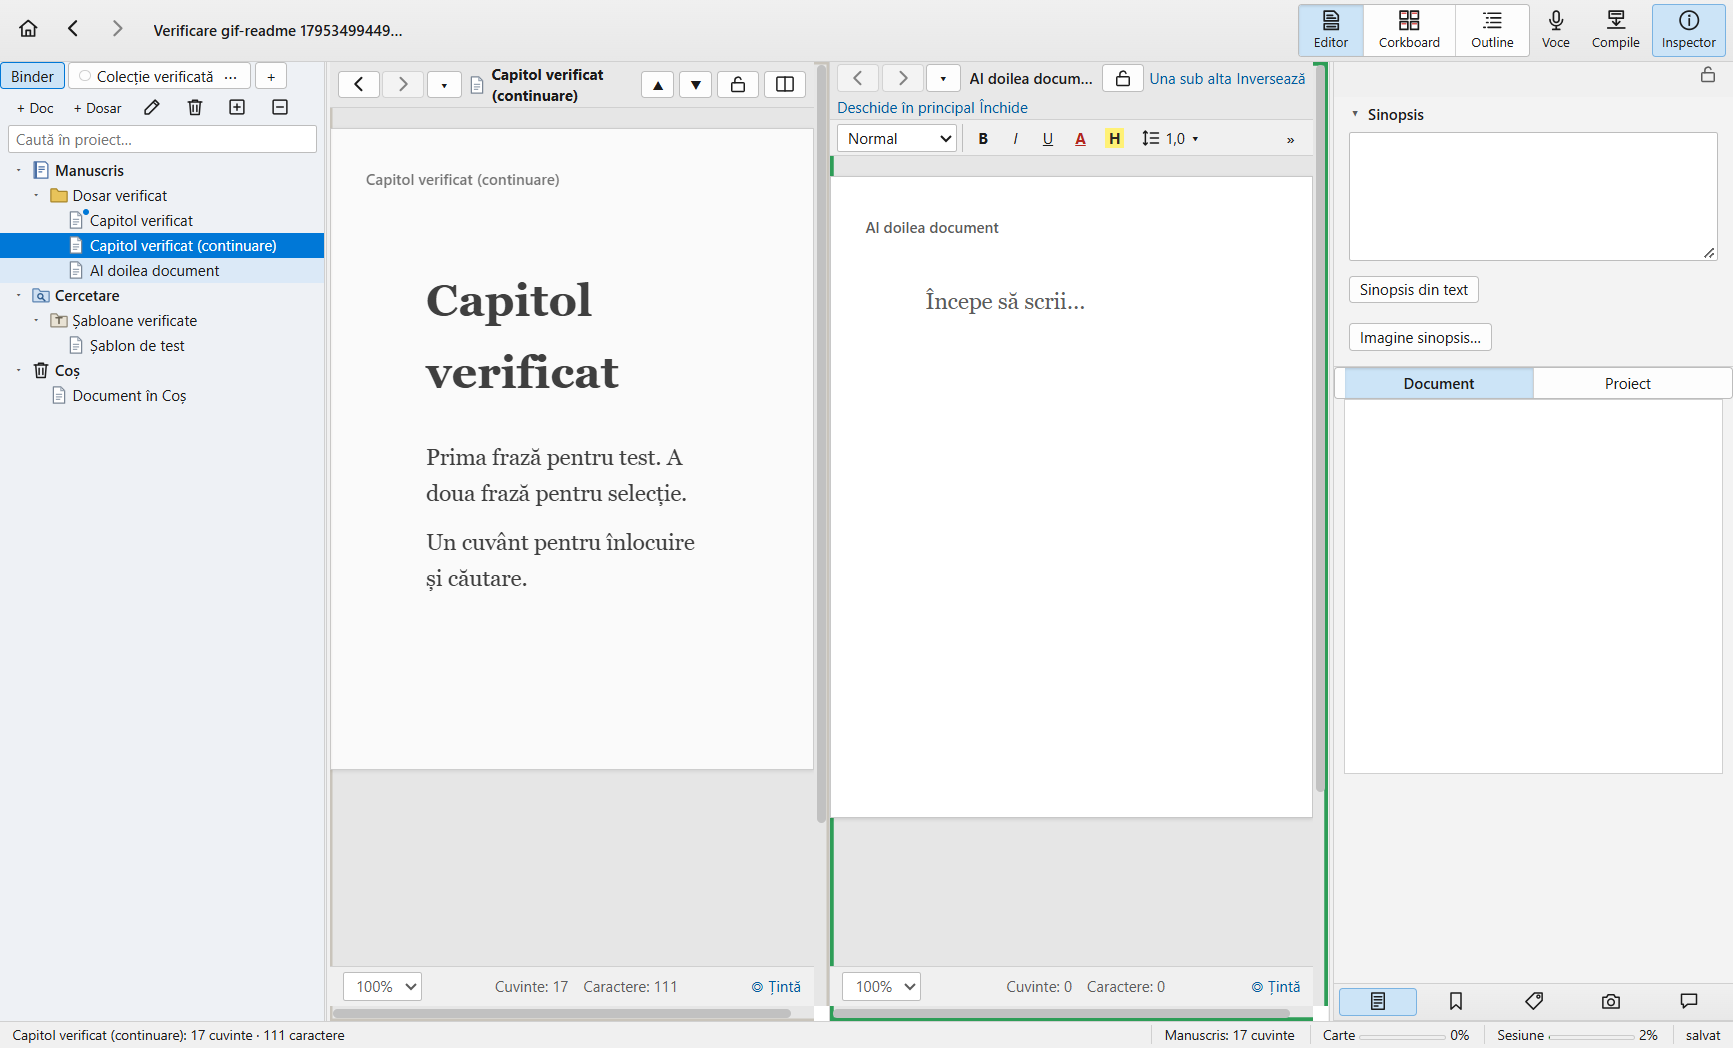 Verificare gif-readme 17953499449...
Editor
Corkboard
Outline
Voce
Compile
Inspector
Binder
Colecție verificată ...
+
+ Doc
+ Dosar
Caută în proiect...
Manuscris
Dosar verificat
Capitol verificat
Capitol verificat (continuare)
Al doilea document
Cercetare
Șabloane verificate
Șablon de test
Coș
Document în Coș
Capitol verificat
(continuare)
Capitol verificat (continuare)
Capitol
verificat
Prima frază pentru test. A
doua frază pentru selecție.
Un cuvânt pentru înlocuire
și căutare.
100%
Cuvinte: 17
Caractere: 111
Țintă
Al doilea docum...
Una sub alta Inversează
Deschide în principal Închide
Normal
B
I
U
A
H
1,0
»
Al doilea document
Începe să scrii...
100%
Cuvinte: 0
Caractere: 0
Țintă
Sinopsis
Sinopsis din text
Imagine sinopsis...
Document
Proiect
Capitol verificat (continuare): 17 cuvinte · 111 caractere
Manuscris: 17 cuvinte
Carte
0%
Sesiune
2%
salvat